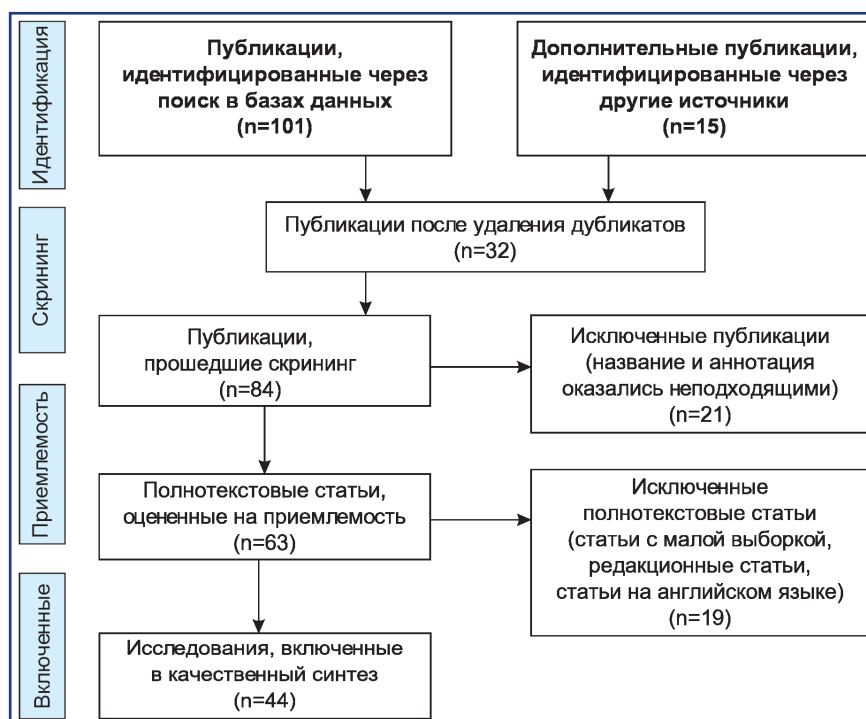 Идентификация
Публикации,
идентифицированные через
поиск в базах данных
(n=101)
Дополнительные публикации,
идентифицированные через
другие источники
(n=15)
Скрининг
Публикации после удаления дубликатов
(n=32)
Публикации,
прошедшие скрининг
(n=84)
Исключенные публикации
(название и аннотация
оказались неподходящими)
(n=21)
Приемлемость
Полнотекстовые статьи,
оцененные на приемлемость
(n=63)
Исключенные
полнотекстовые статьи
(статьи с малой выборкой,
редакционные статьи,
статьи на английском языке)
(n=19)
Включенные
Исследования, включенные
в качественный синтез
(n=44)